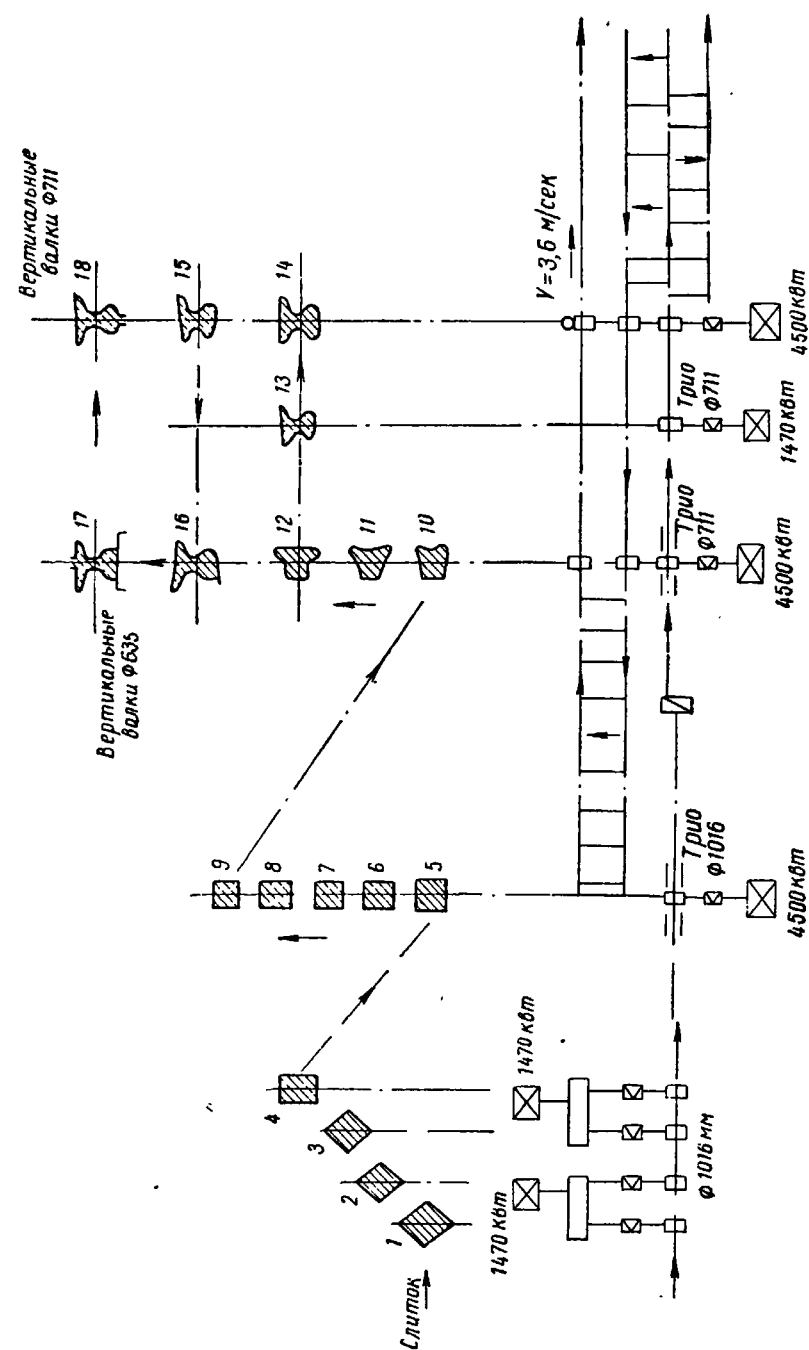 Слиток
1
2
3
4
1470 квт
1470 квт
Ф 1016 мм
5
6
7
8
9
Трио
Ф1016
4500 квт
10
11
12
16
17
Вертикальные
валки Ф635
Трио
Ф711
4500 квт
13
Трио
Ф711
1470 квт
14
15
18
Вертикальные
валки Ф711
V=3,6 м/сек
4500 квт